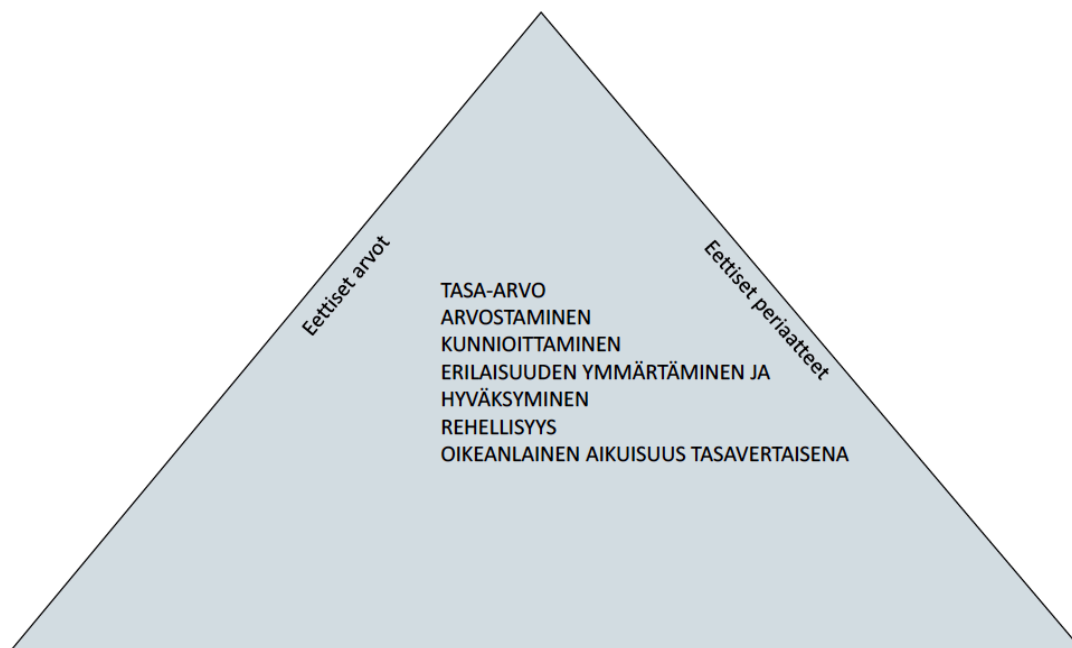 Eettiset arvot
Eettiset periaatteet
TASA-ARVO
ARVOSTAMINEN
KUNNIOITTAMINEN
ERILAISUUDEN YMMÄRTÄMINEN JA
HYVÄKSYMINEN
REHELLISYYS
OIKEANLAINEN AIKUISUUS TASAVERTAISENA